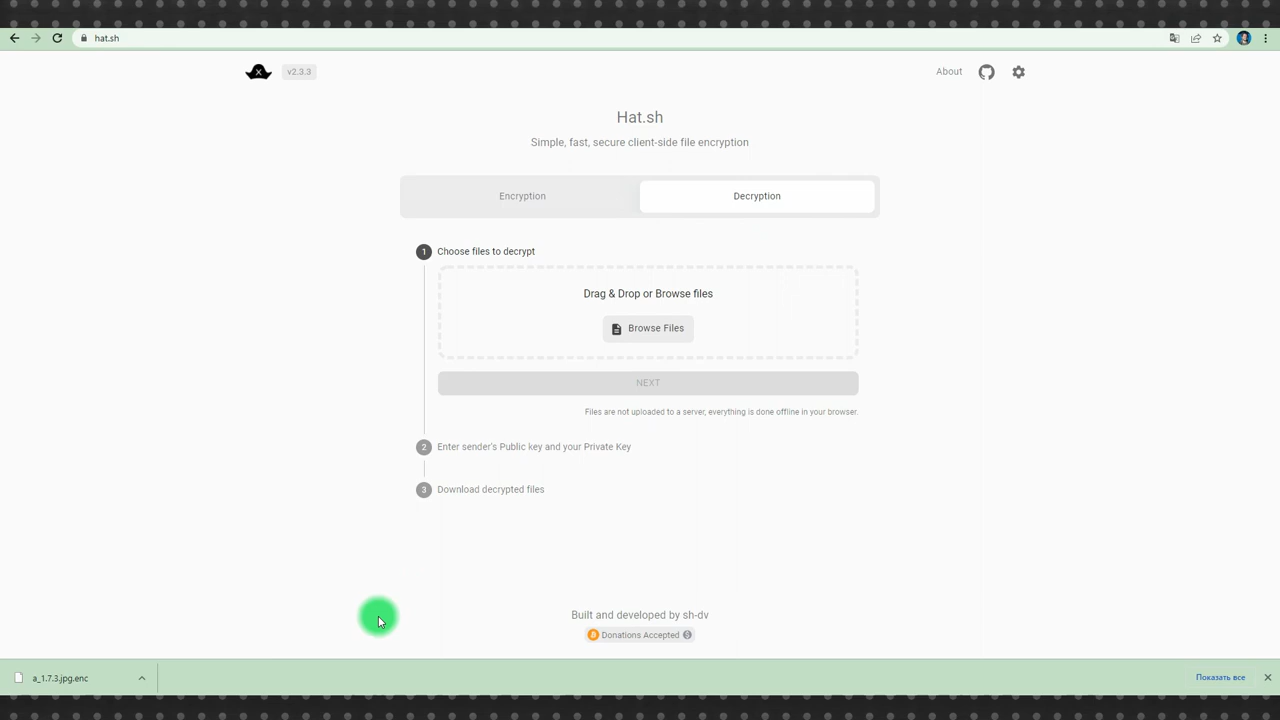 hat.sh
v2.3.3
About
Hat.sh
Simple, fast, secure client-side file encryption
Encryption
Decryption
1 Choose files to decrypt
Drag & Drop or Browse files
Browse Files
NEXT
Files are not uploaded to a server, everything is done offline in your browser.
2 Enter sender's Public key and your Private Key
3 Download decrypted files
Built and developed by sh-dv
Donations Accepted
a_1.7.3.jpg.enc
Показать все